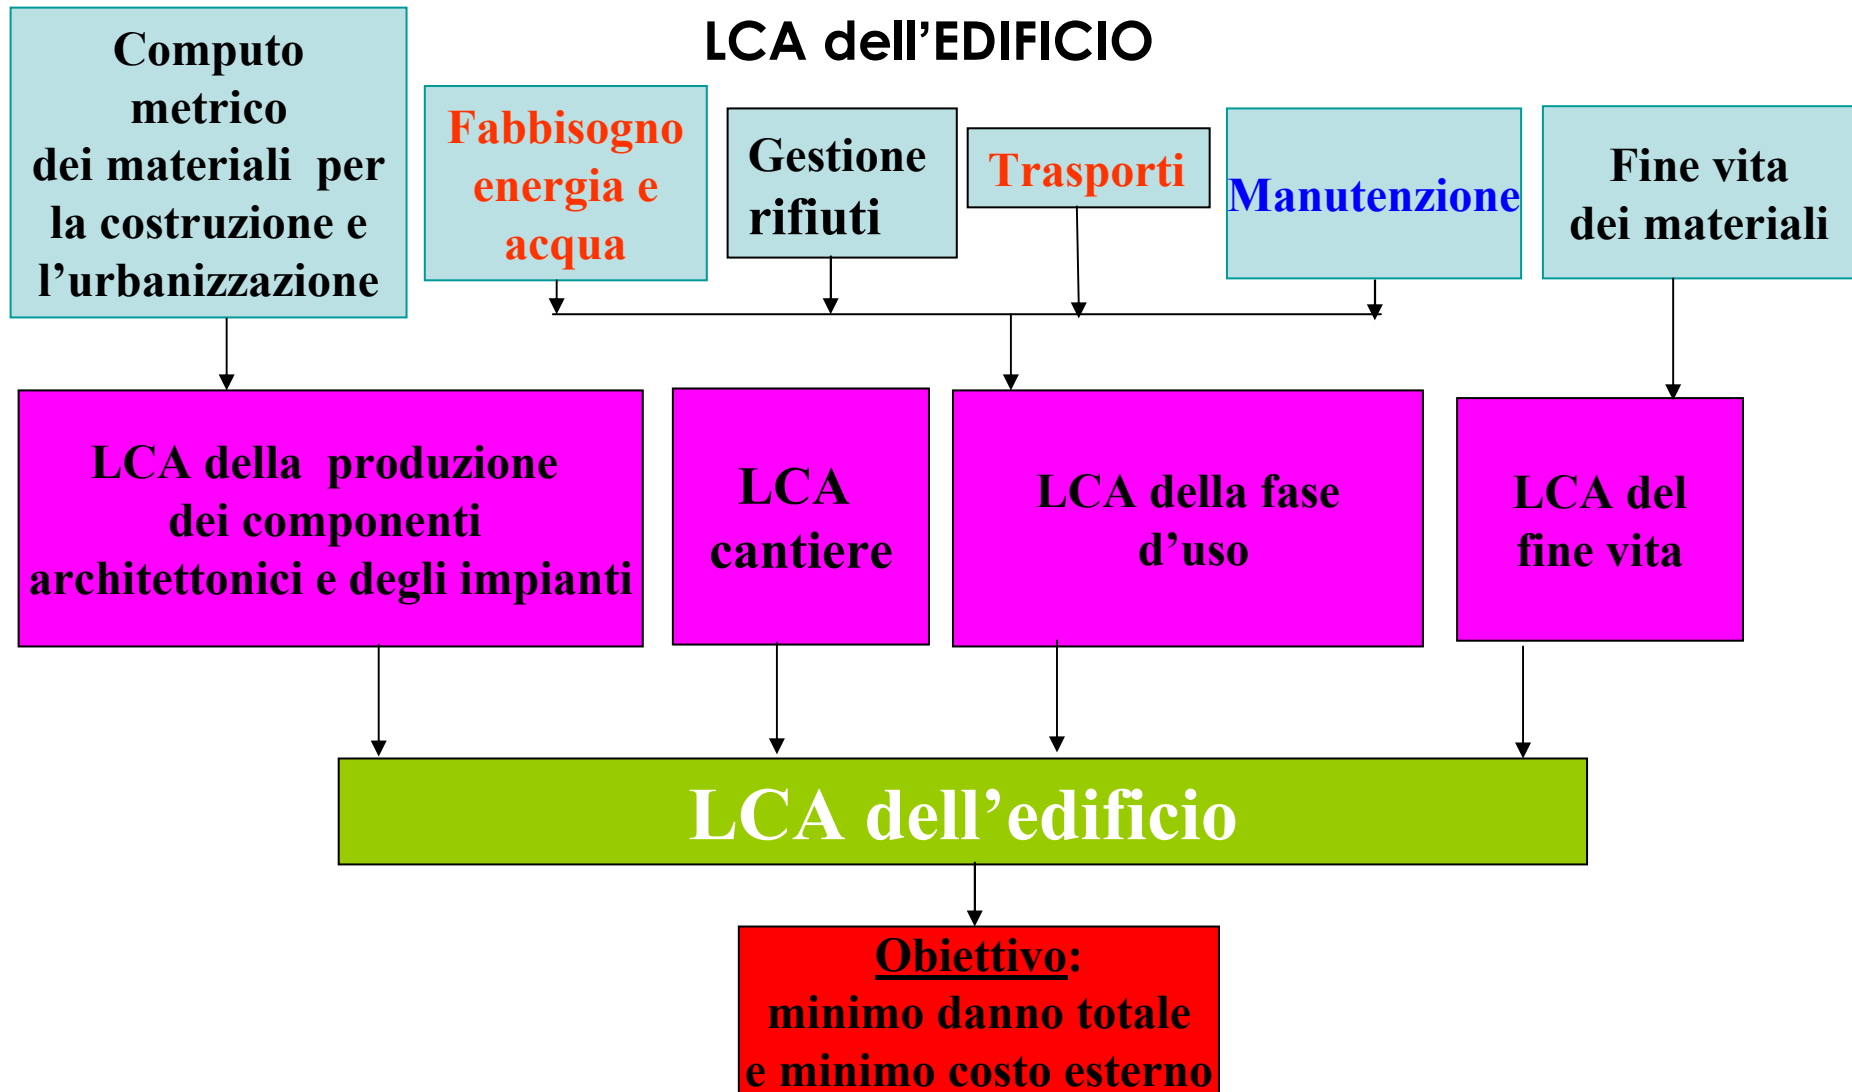 LCA dell’EDIFICIO
Computo
metrico
dei materiali per
la costruzione e
l’urbanizzazione
Fabbisogno
energia e
acqua
Gestione
rifiuti
Trasporti
Manutenzione
Fine vita
dei materiali
LCA della produzione
dei componenti
architettonici e degli impianti
LCA
cantiere
LCA della fase
d’uso
LCA del
fine vita
LCA dell’edificio
Obiettivo:
minimo danno totale
e minimo costo esterno